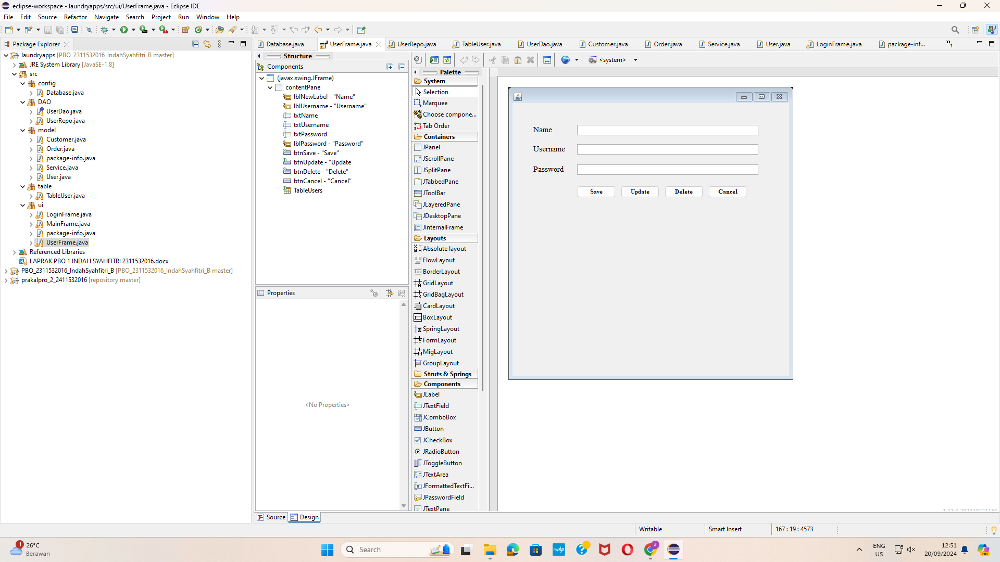 eclipse-workspace - laundryapps/src/ui/UserFrame.java - Eclipse IDE
File Edit Source Refactor Navigate Search Project Run Window Help
Package Explorer
laundryapps [PBO_2311532016_IndahSyahfitri_B master]
JRE System Library [JavaSE-1.8]
src
config
Database.java
DAO
UserDao.java
UserRepo.java
model
Customer.java
Order.java
package-info.java
Service.java
User.java
table
TableUser.java
ui
LoginFrame.java
MainFrame.java
package-info.java
UserFrame.java
Referenced Libraries
LAPRAK PBO 1 INDAH SYAHFITRI 2311532016.docx
PBO_2311532016_IndahSyahfitri_B [PBO_2311532016_IndahSyahfitri_B master]
prakalpro_2_2411532016 [repository master]
Database.java UserFrame.java UserRepo.java TableUser.java UserDao.java Customer.java Order.java Service.java User.java LoginFrame.java package-inf... »1
Structure
Components
(javax.swing.JFrame)
contentPane
lblNewLabel - "Name"
lblUsername - "Username"
txtName
txtUsername
txtPassword
lblPassword - "Password"
btnSave - "Save"
btnUpdate - "Update
btnDelete - "Delete"
btnCancel - "Cancel"
TableUsers
Properties
<No Properties>
<system>
Palette
System
Selection
Marquee
Choose compone...
Tab Order
Containers
JPanel
JScrollPane
JSplitPane
JTabbedPane
JToolBar
JLayeredPane
JDesktopPane
JInternalFrame
Layouts
Absolute layout
FlowLayout
BorderLayout
GridLayout
GridBagLayout
CardLayout
BoxLayout
SpringLayout
FormLayout
MigLayout
GroupLayout
Struts & Springs
Components
JLabel
JTextField
JComboBox
JButton
JCheckBox
JRadioButton
JToggleButton
JTextArea
JFormattedTextFi...
JPasswordField
JTextPane
Name
Username
Password
Save Update Delete Cancel
Source Design
Writable Smart Insert 167 : 19 : 4573
1
26°C
Berawan
Search
myhp
a
ENG
US
12:51
20/09/2024
PRE